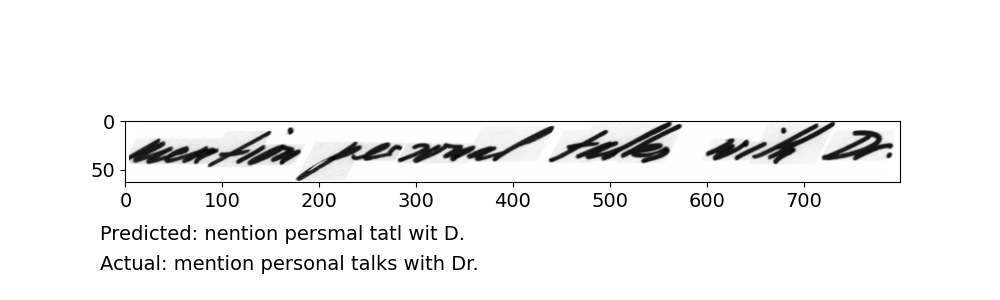 0
mention personal talks with Dr.
50
0 100 200 300 400 500 600 700
Predicted: nention persmal tatl wit D.
Actual: mention personal talks with Dr.